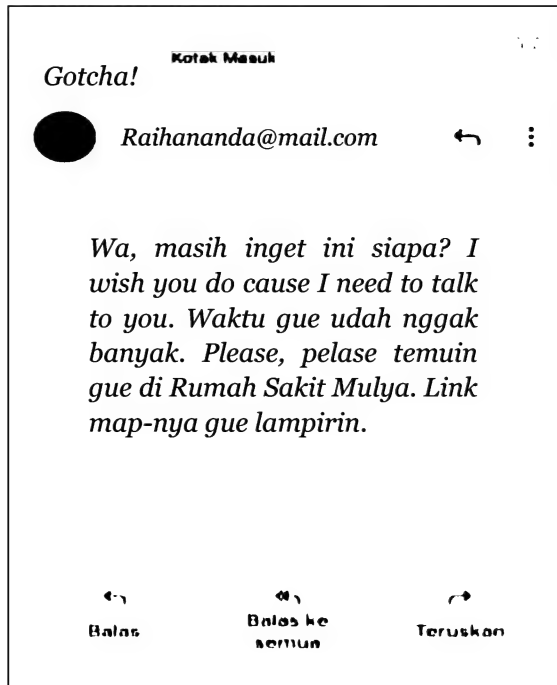 Kotak Masuk
Gotcha!
Raihananda@mail.com
Wa, masih inget ini siapa? I
wish you do cause I need to talk
to you. Waktu gue udah nggak
banyak. Please, pelase temuin
gue di Rumah Sakit Mulya. Link
map-nya gue lampirin.
Balas
Balas ke
semua
Teruskan